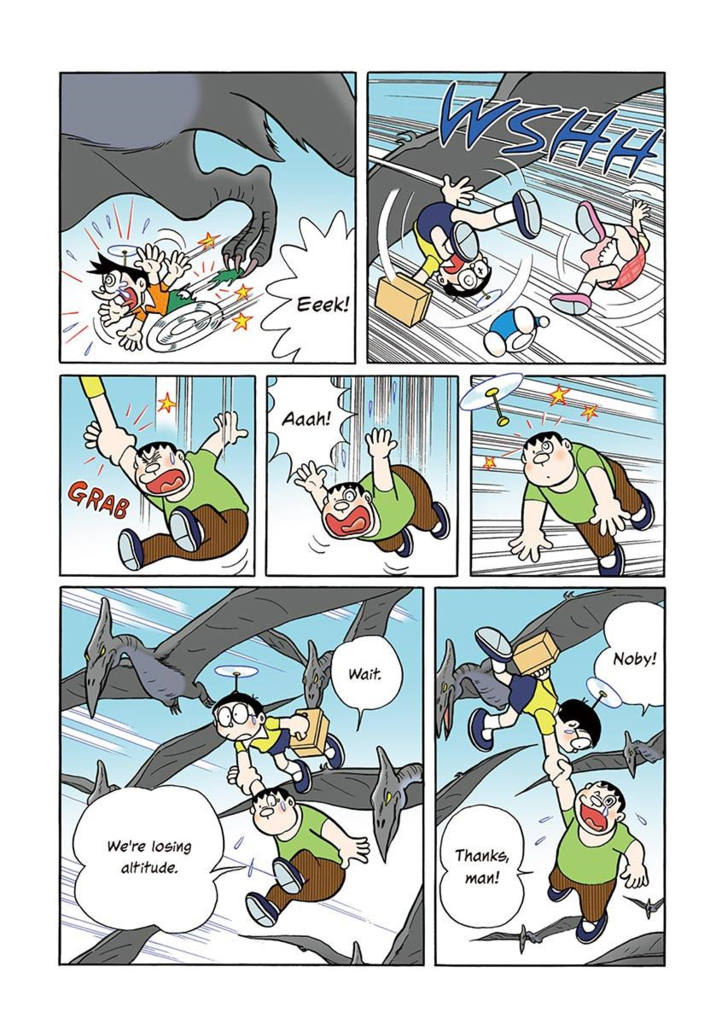 WSHH
Eeek!
Aaah!
GRAB
Noby!
Thanks,
man!
Wait.
We're losing
altitude.